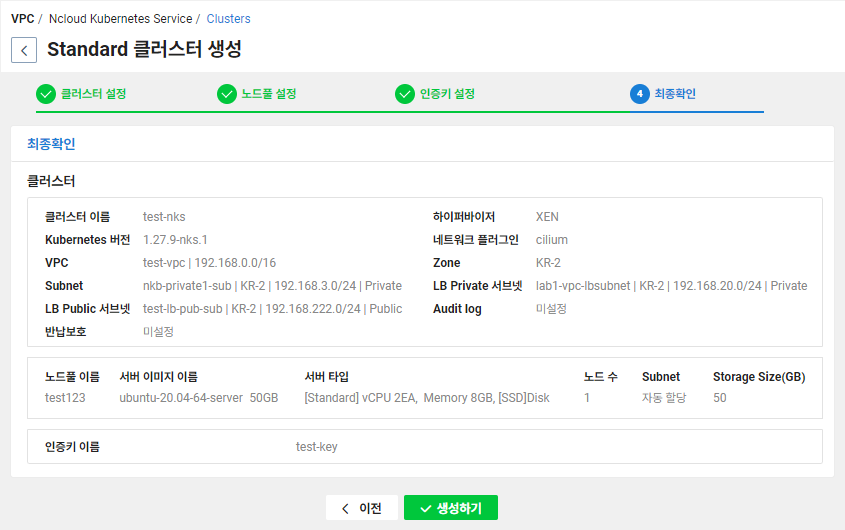 VPC / Ncloud Kubernetes Service / Clusters
Standard 클러스터 생성
클러스터 설정 노드풀 설정 인증키 설정 4 최종확인
최종확인
클러스터
클러스터 이름 test-nks 하이퍼바이저 XEN
Kubernetes 버전 1.27.9-nks.1 네트워크 플러그인 cilium
VPC test-vpc | 192.168.0.0/16 Zone KR-2
Subnet nkb-private1-sub | KR-2 | 192.168.3.0/24 | Private LB Private 서브넷 lab1-vpc-lbsubnet | KR-2 | 192.168.20.0/24 | Private
LB Public 서브넷 test-lb-pub-sub | KR-2 | 192.168.222.0/24 | Public Audit log 미설정
반납보호 미설정
노드풀 이름 서버 이미지 이름 서버 타입 노드 수 Subnet Storage Size(GB)
test123 ubuntu-20.04-64-server 50GB [Standard] vCPU 2EA, Memory 8GB, [SSD]Disk 1 자동 할당 50
인증키 이름 test-key
이전 생성하기